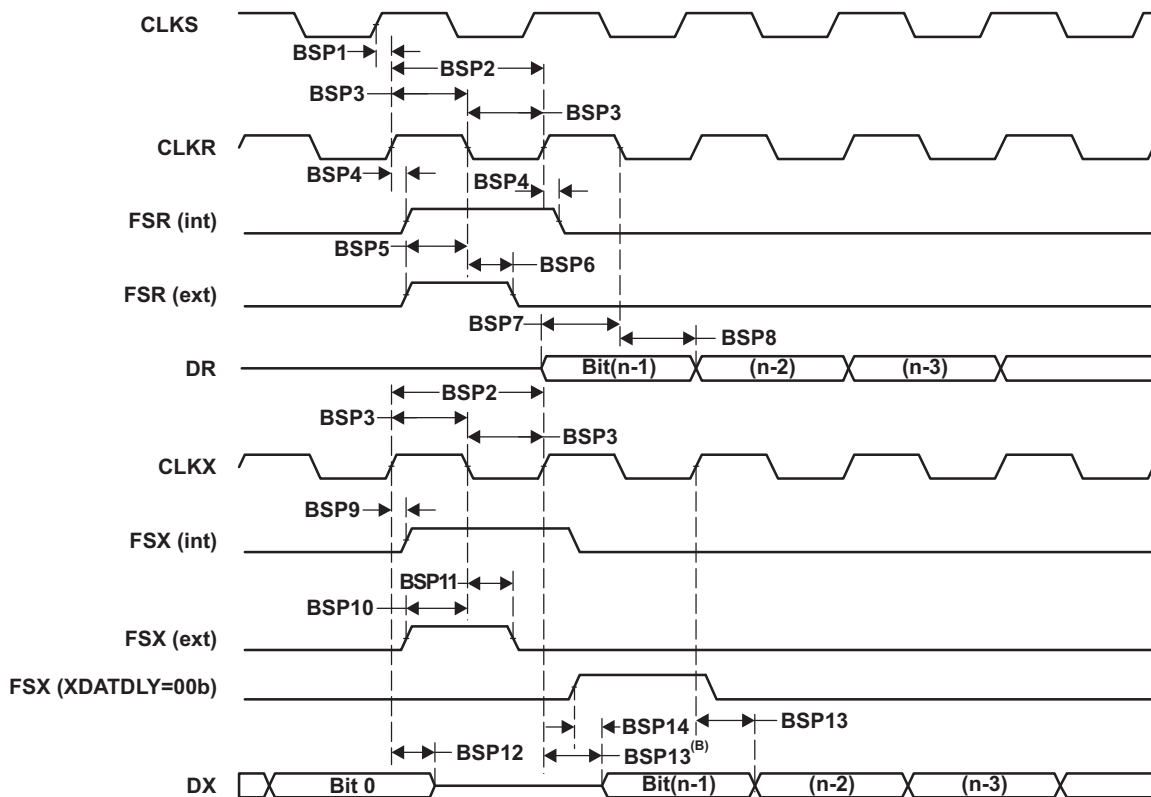 CLKS
BSP1
BSP2
BSP3
BSP3
CLKR
BSP4
BSP4
FSR (int)
BSP5
BSP6
FSR (ext)
BSP7
BSP8
DR
Bit(n-1)
(n-2)
(n-3)
BSP2
BSP3
BSP3
CLKX
BSP9
FSX (int)
BSP11
BSP10
FSX (ext)
FSX (XDATDLY=00b)
BSP14
BSP13
BSP12
BSP13(B)
DX
Bit 0
Bit(n-1)
(n-2)
(n-3)